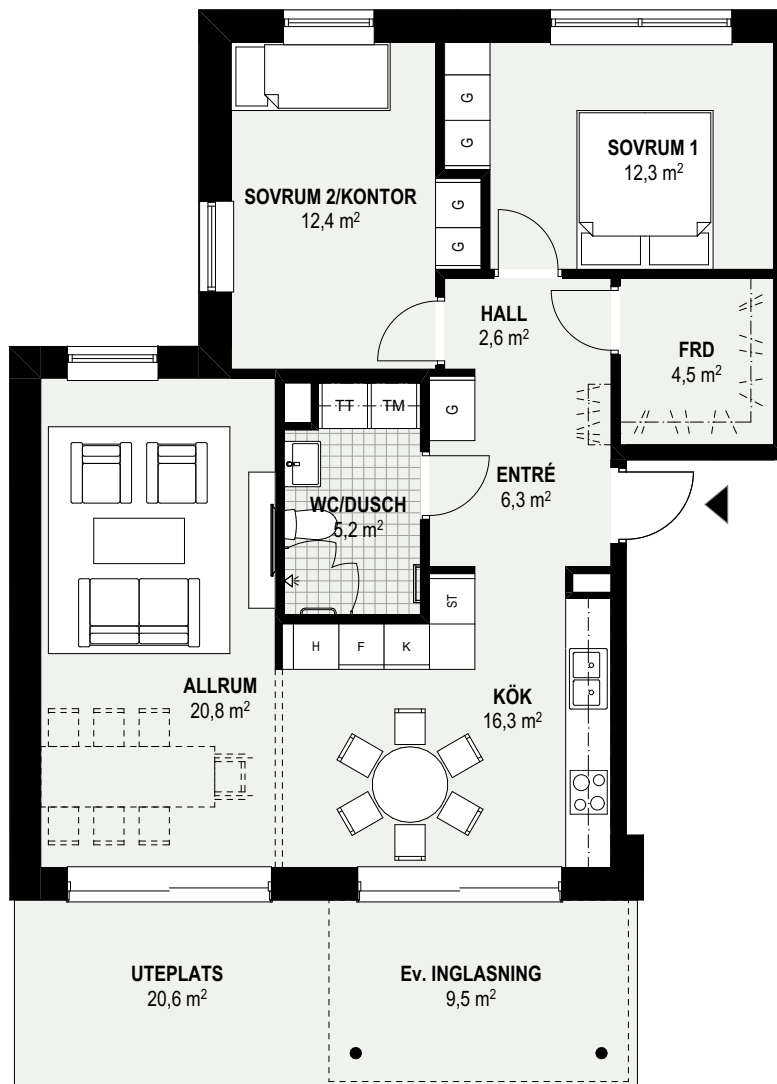 G
G
SOVRUM 1
12,3 m²
SOVRUM 2/KONTOR
12,4 m²
G
G
HALL
2,6 m²
FRD
4,5 m²
TT
TM
G
ENTRÉ
6,3 m²
WC/DUSCH
5,2 m²
ST
H
F
K
ALLRUM
20,8 m²
KÖK
16,3 m²
UTEPLATS
20,6 m²
Ev. INGLASNING
9,5 m²